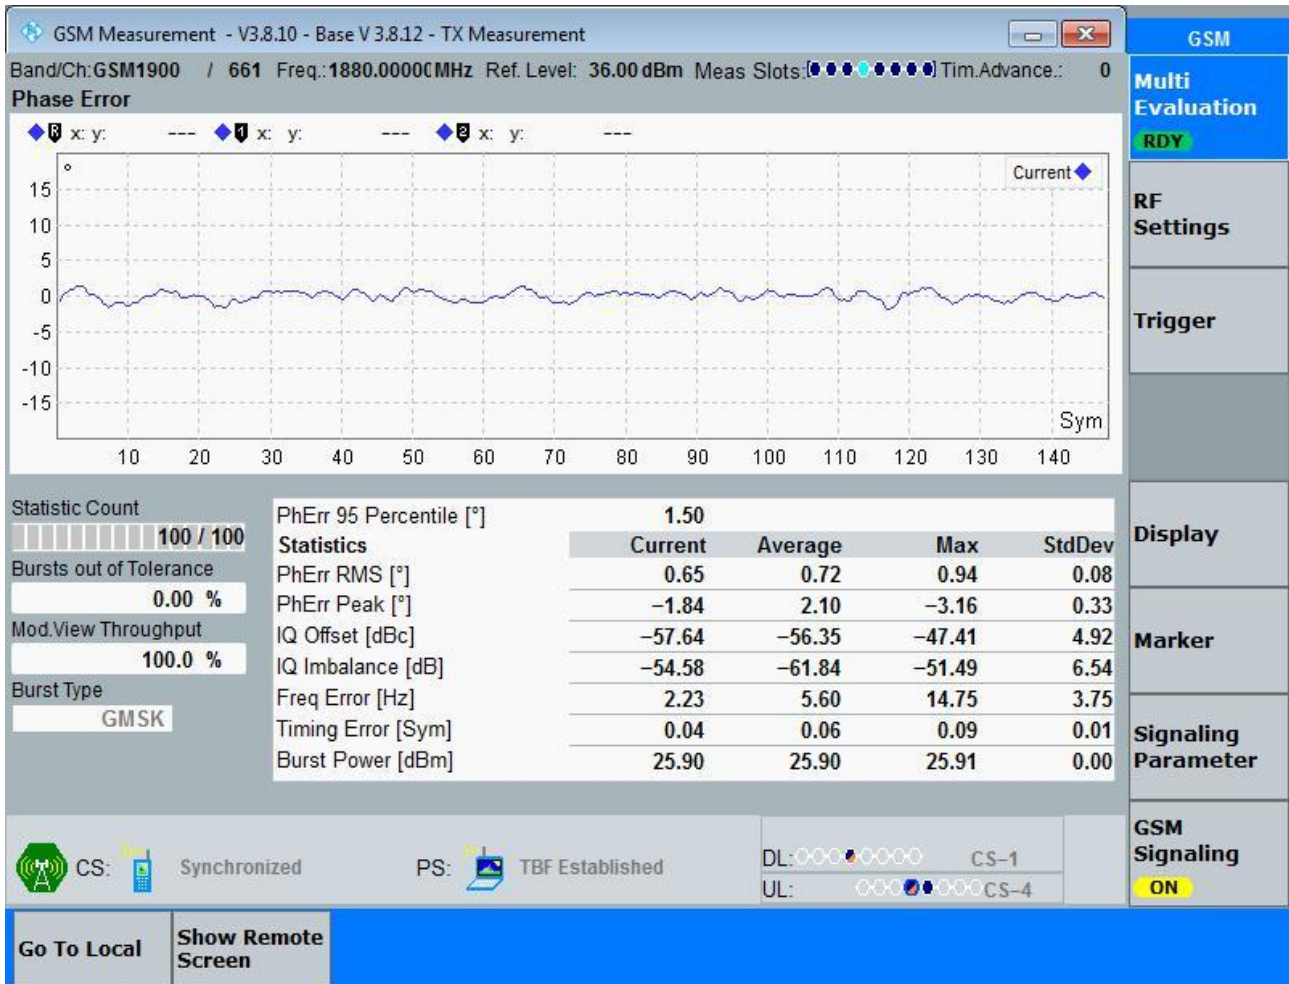 GSM Measurement - V3.8.10 - Base V 3.8.12 - TX Measurement
GSM
Band/Ch:GSM1900 / 661 Freq.:1880.00000 MHz Ref. Level: 36.00 dBm Meas Slots: Tim.Advance.: 0
Phase Error
R x: y: --- 1 x: y: --- 2 x: y: ---
°
Current
15
10
5
0
-5
-10
-15
Sym
10 20 30 40 50 60 70 80 90 100 110 120 130 140
Statistic Count
100 / 100
Bursts out of Tolerance
0.00 %
Mod.View Throughput
100.0 %
Burst Type
GMSK
PhErr 95 Percentile [°] 1.50
Statistics Current Average Max StdDev
PhErr RMS [°] 0.65 0.72 0.94 0.08
PhErr Peak [°] −1.84 2.10 −3.16 0.33
IQ Offset [dBc] −57.64 −56.35 −47.41 4.92
IQ Imbalance [dB] −54.58 −61.84 −51.49 6.54
Freq Error [Hz] 2.23 5.60 14.75 3.75
Timing Error [Sym] 0.04 0.06 0.09 0.01
Burst Power [dBm] 25.90 25.90 25.91 0.00
CS: Synchronized PS: TBF Established
DL: CS−1
UL: CS−4
Multi
Evaluation
RDY
RF
Settings
Trigger
Display
Marker
Signaling
Parameter
GSM
Signaling
ON
Go To Local
Show Remote
Screen